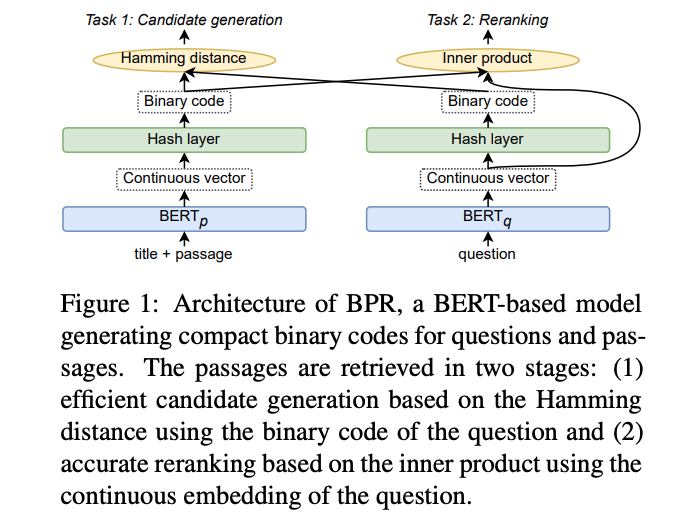 Task 1: Candidate generation
Task 2: Reranking
Hamming distance
Inner product
Binary code
Binary code
Hash layer
Hash layer
Continuous vector
Continuous vector
BERTp
BERTq
title + passage
question
Figure 1: Architecture of BPR, a BERT-based model
generating compact binary codes for questions and pas-
sages. The passages are retrieved in two stages: (1)
efficient candidate generation based on the Hamming
distance using the binary code of the question and (2)
accurate reranking based on the inner product using the
continuous embedding of the question.